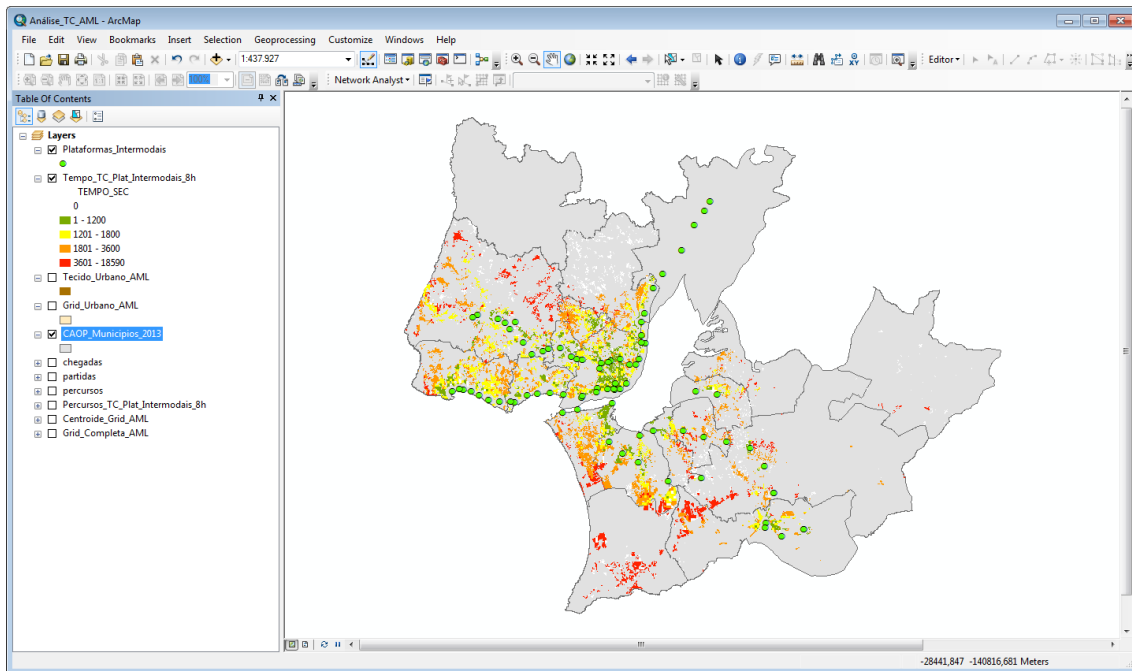 Análise_TC_AML - ArcMap
File Edit View Bookmarks Insert Selection Geoprocessing Customize Windows Help
1:437.927
Editor
100%
Network Analyst
Table Of Contents
Layers
Plataformas_Intermodais
Tempo_TC_Plat_Intermodais_8h
TEMPO_SEC
0
1 - 1200
1201 - 1800
1801 - 3600
3601 - 18590
Tecido_Urbano_AML
Grid_Urbano_AML
CAOP_Municipios_2013
chegadas
partidas
percursos
Percursos_TC_Plat_Intermodais_8h
Centroide_Grid_AML
Grid_Completa_AML
-28441,847 -140816,681 Meters